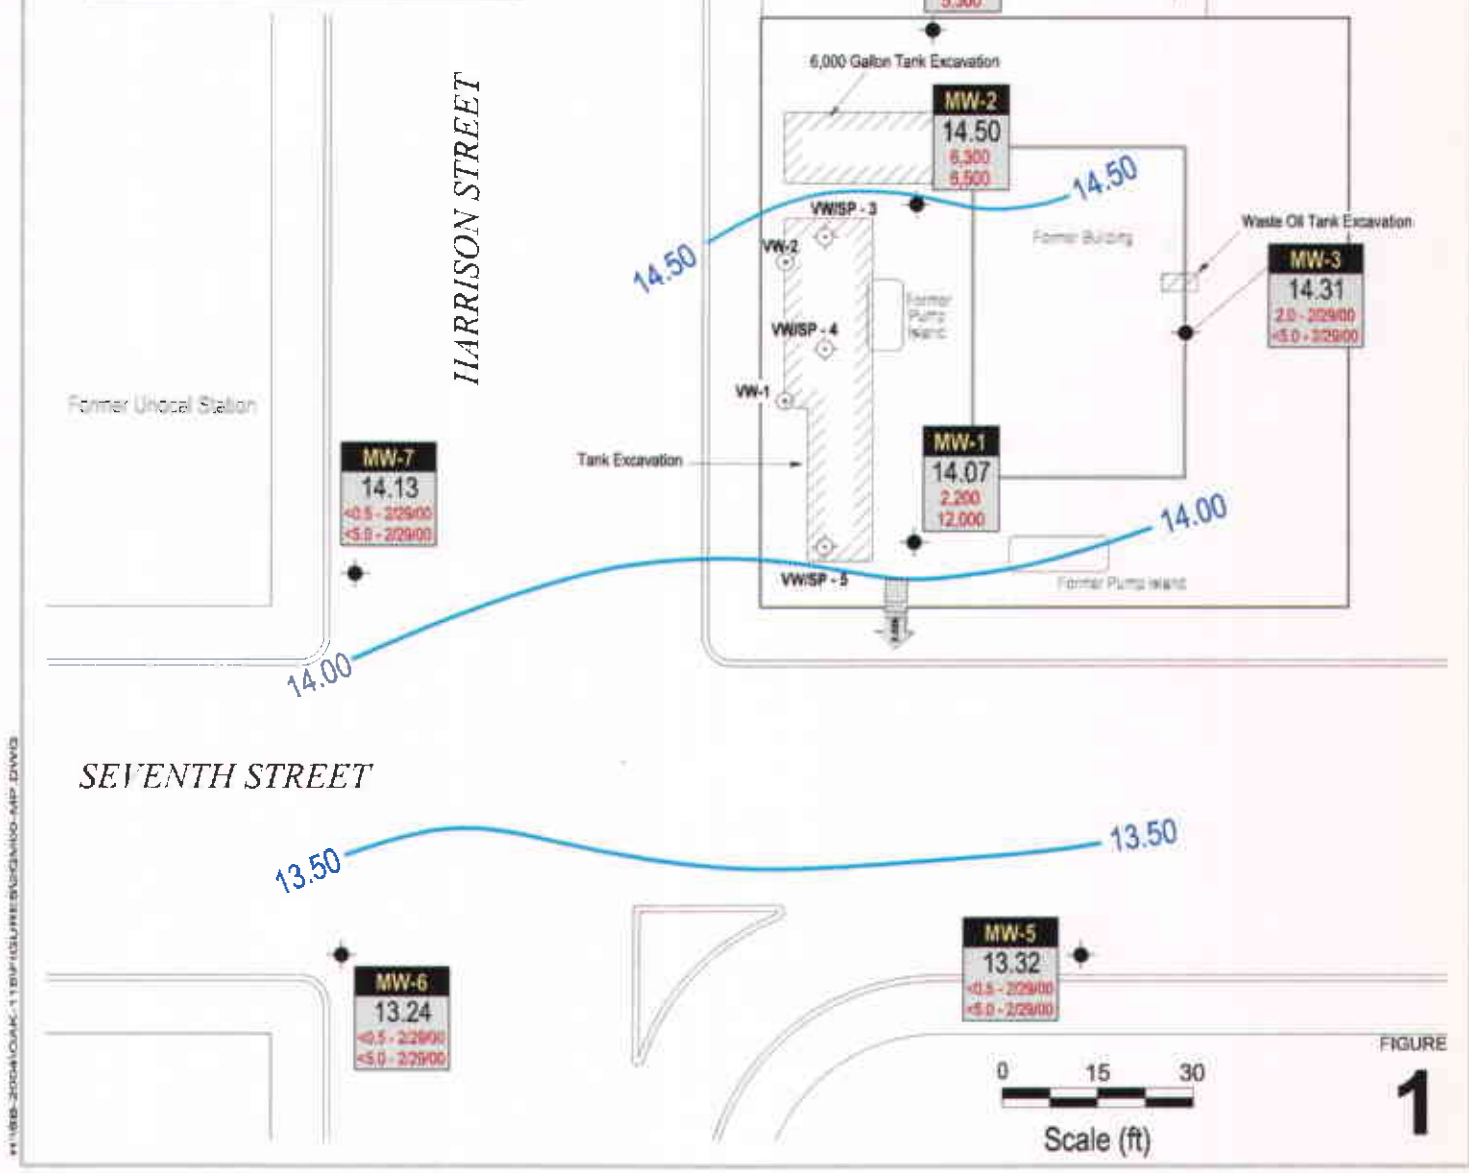 5,300
6,000 Gallon Tank Excavation
MW-2
14.50
6,300
6,500
HARRISON STREET
14.50
14.50
VW/SP - 3
VW-2
Former Building
Waste Oil Tank Excavation
MW-3
14.31
2.0 - 2/29/00
<5.0 - 2/29/00
Former
Pump
Island
VW/SP - 4
VW-1
Former Unocal Station
MW-7
14.13
<0.5 - 2/29/00
<5.0 - 2/29/00
Tank Excavation
MW-1
14.07
2,200
12,000
14.00
VW/SP - 5
Former Pump Island
14.00
SEVENTH STREET
13.50
13.50
MW-6
13.24
<0.5 - 2/29/00
<5.0 - 2/29/00
MW-5
13.32
<0.5 - 2/29/00
<5.0 - 2/29/00
0 15 30
Scale (ft)
FIGURE
1